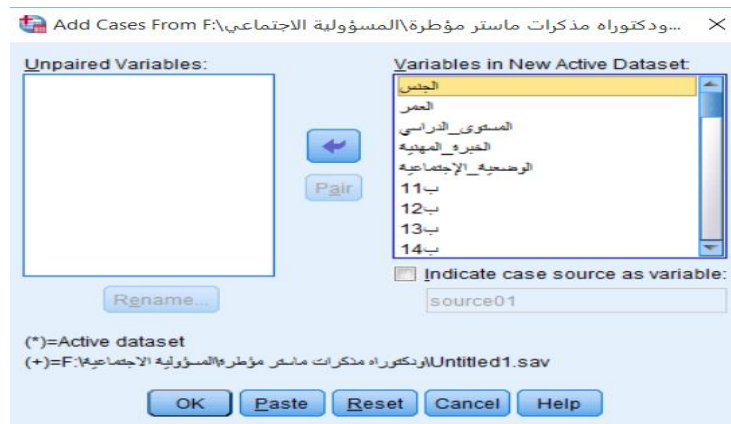 Add Cases From F:\المسؤولية الاجتماعي\ودكتوراه مذكرات ماستر مؤطرة...
Unpaired Variables:
Variables in New Active Dataset:
الجنس
العمر
المستوى_الدراسي
الخبرة_المهنية
الوضعية_الإجتماعية
ب11
ب12
ب13
ب14
Pair
Rename...
Indicate case source as variable:
source01
(*)=Active dataset
(+)=F:\المسؤولية الاجتماعية\ودكتوراه مذكرات ماستر مؤطرة\Untitled1.sav
OK Paste Reset Cancel Help